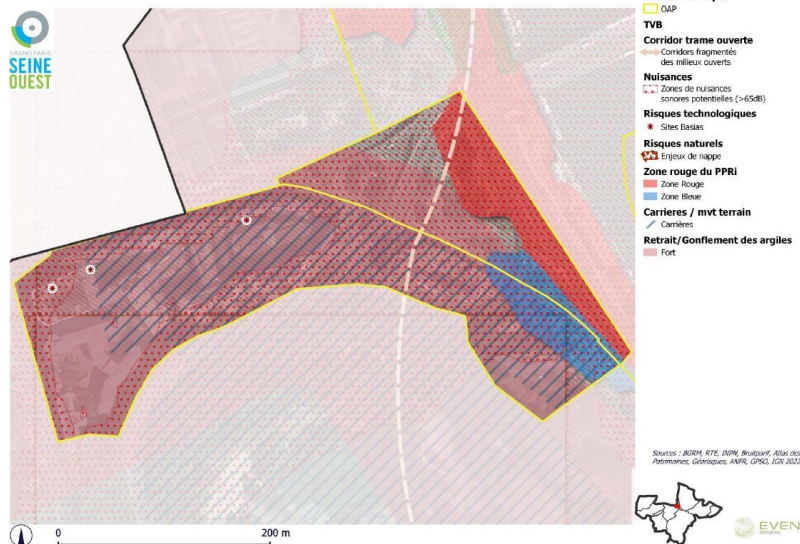 GRAND PARIS
SEINE
OUEST
OAP
TVB
Corridor trame ouverte
Corridors fragmentés
des milieux ouverts
Nuisances
Zones de nuisances
sonores potentielles (>65dB)
Risques technologiques
Sites Basias
Risques naturels
Enjeux de nappe
Zone rouge du PPRi
Zone Rouge
Zone Bleue
Carrieres / mvt terrain
Carrières
Retrait/Gonflement des argiles
Fort
Sources : BGRM, RTE, INPN, Bruitparif, Atlas des
Patrimoines, Géorisques, ANFR, GPSO, IGN 2022
0 200 m
EVEN